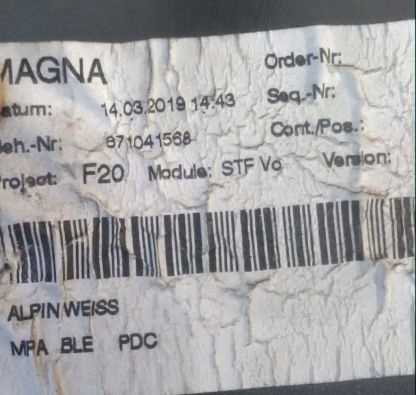 MAGNA
Order-Nr:
atum: 14.03.2019 14:43 Seq.-Nr:
eh.-Nr: 871041568 Cont./Pos.:
roject: F20 Module: STF Vo Version:
ALPIN WEISS
MPA BLE PDC